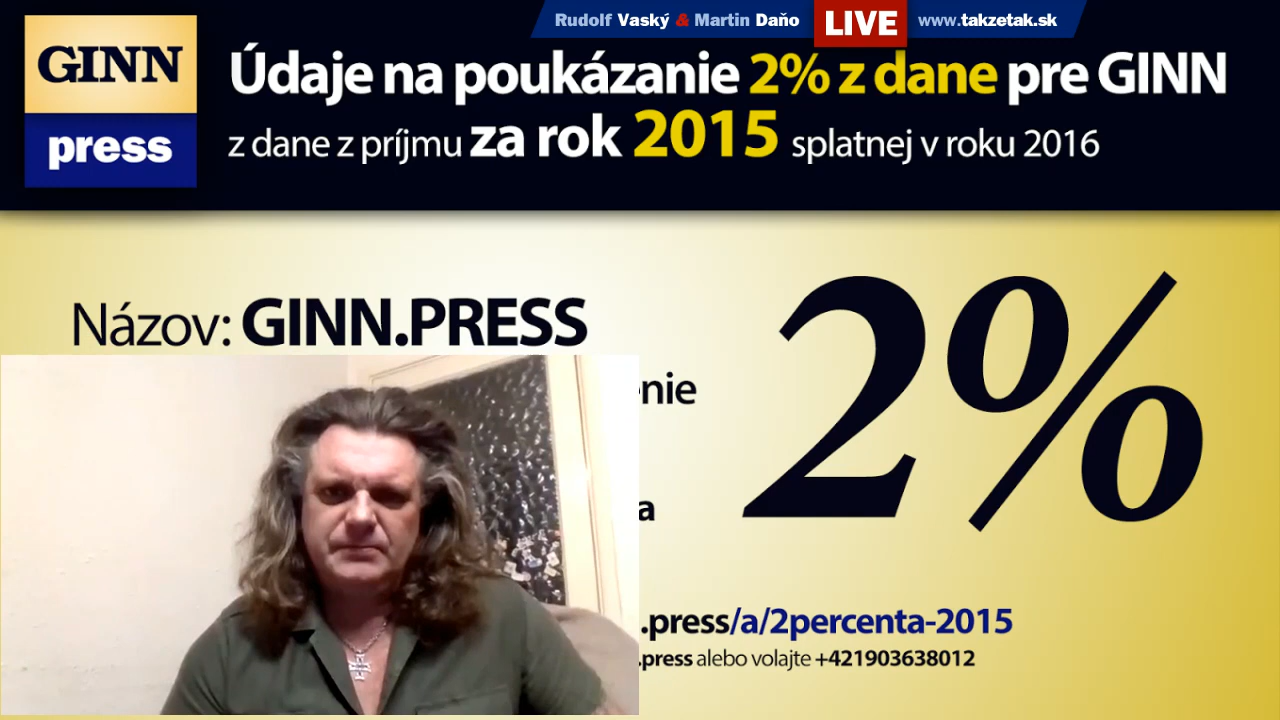 Rudolf Vaský & Martin Daňo LIVE www.takzetak.sk
GINN
press
Údaje na poukázanie 2% z dane pre GINN
z dane z príjmu za rok 2015 splatnej v roku 2016
Názov: GINN.PRESS
2%
enie
a
.press/a/2percenta-2015
.press alebo volajte +421903638012